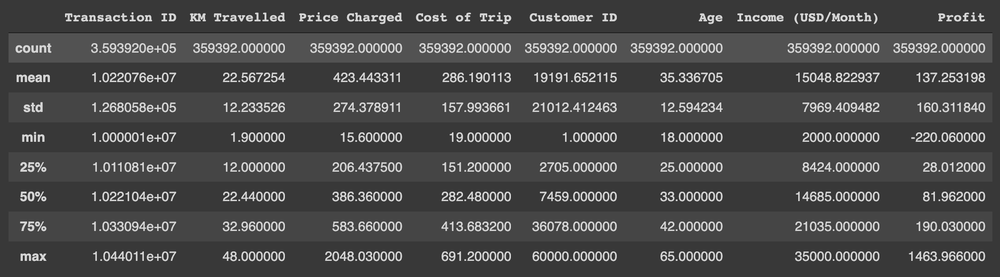 Transaction ID KM Travelled Price Charged Cost of Trip Customer ID Age Income (USD/Month) Profit
count 3.593920e+05 359392.000000 359392.000000 359392.000000 359392.000000 359392.000000 359392.000000 359392.000000
mean 1.022076e+07 22.567254 423.443311 286.190113 19191.652115 35.336705 15048.822937 137.253198
std 1.268058e+05 12.233526 274.378911 157.993661 21012.412463 12.594234 7969.409482 160.311840
min 1.000001e+07 1.900000 15.600000 19.000000 1.000000 18.000000 2000.000000 -220.060000
25% 1.011081e+07 12.000000 206.437500 151.200000 2705.000000 25.000000 8424.000000 28.012000
50% 1.022104e+07 22.440000 386.360000 282.480000 7459.000000 33.000000 14685.000000 81.962000
75% 1.033094e+07 32.960000 583.660000 413.683200 36078.000000 42.000000 21035.000000 190.030000
max 1.044011e+07 48.000000 2048.030000 691.200000 60000.000000 65.000000 35000.000000 1463.966000